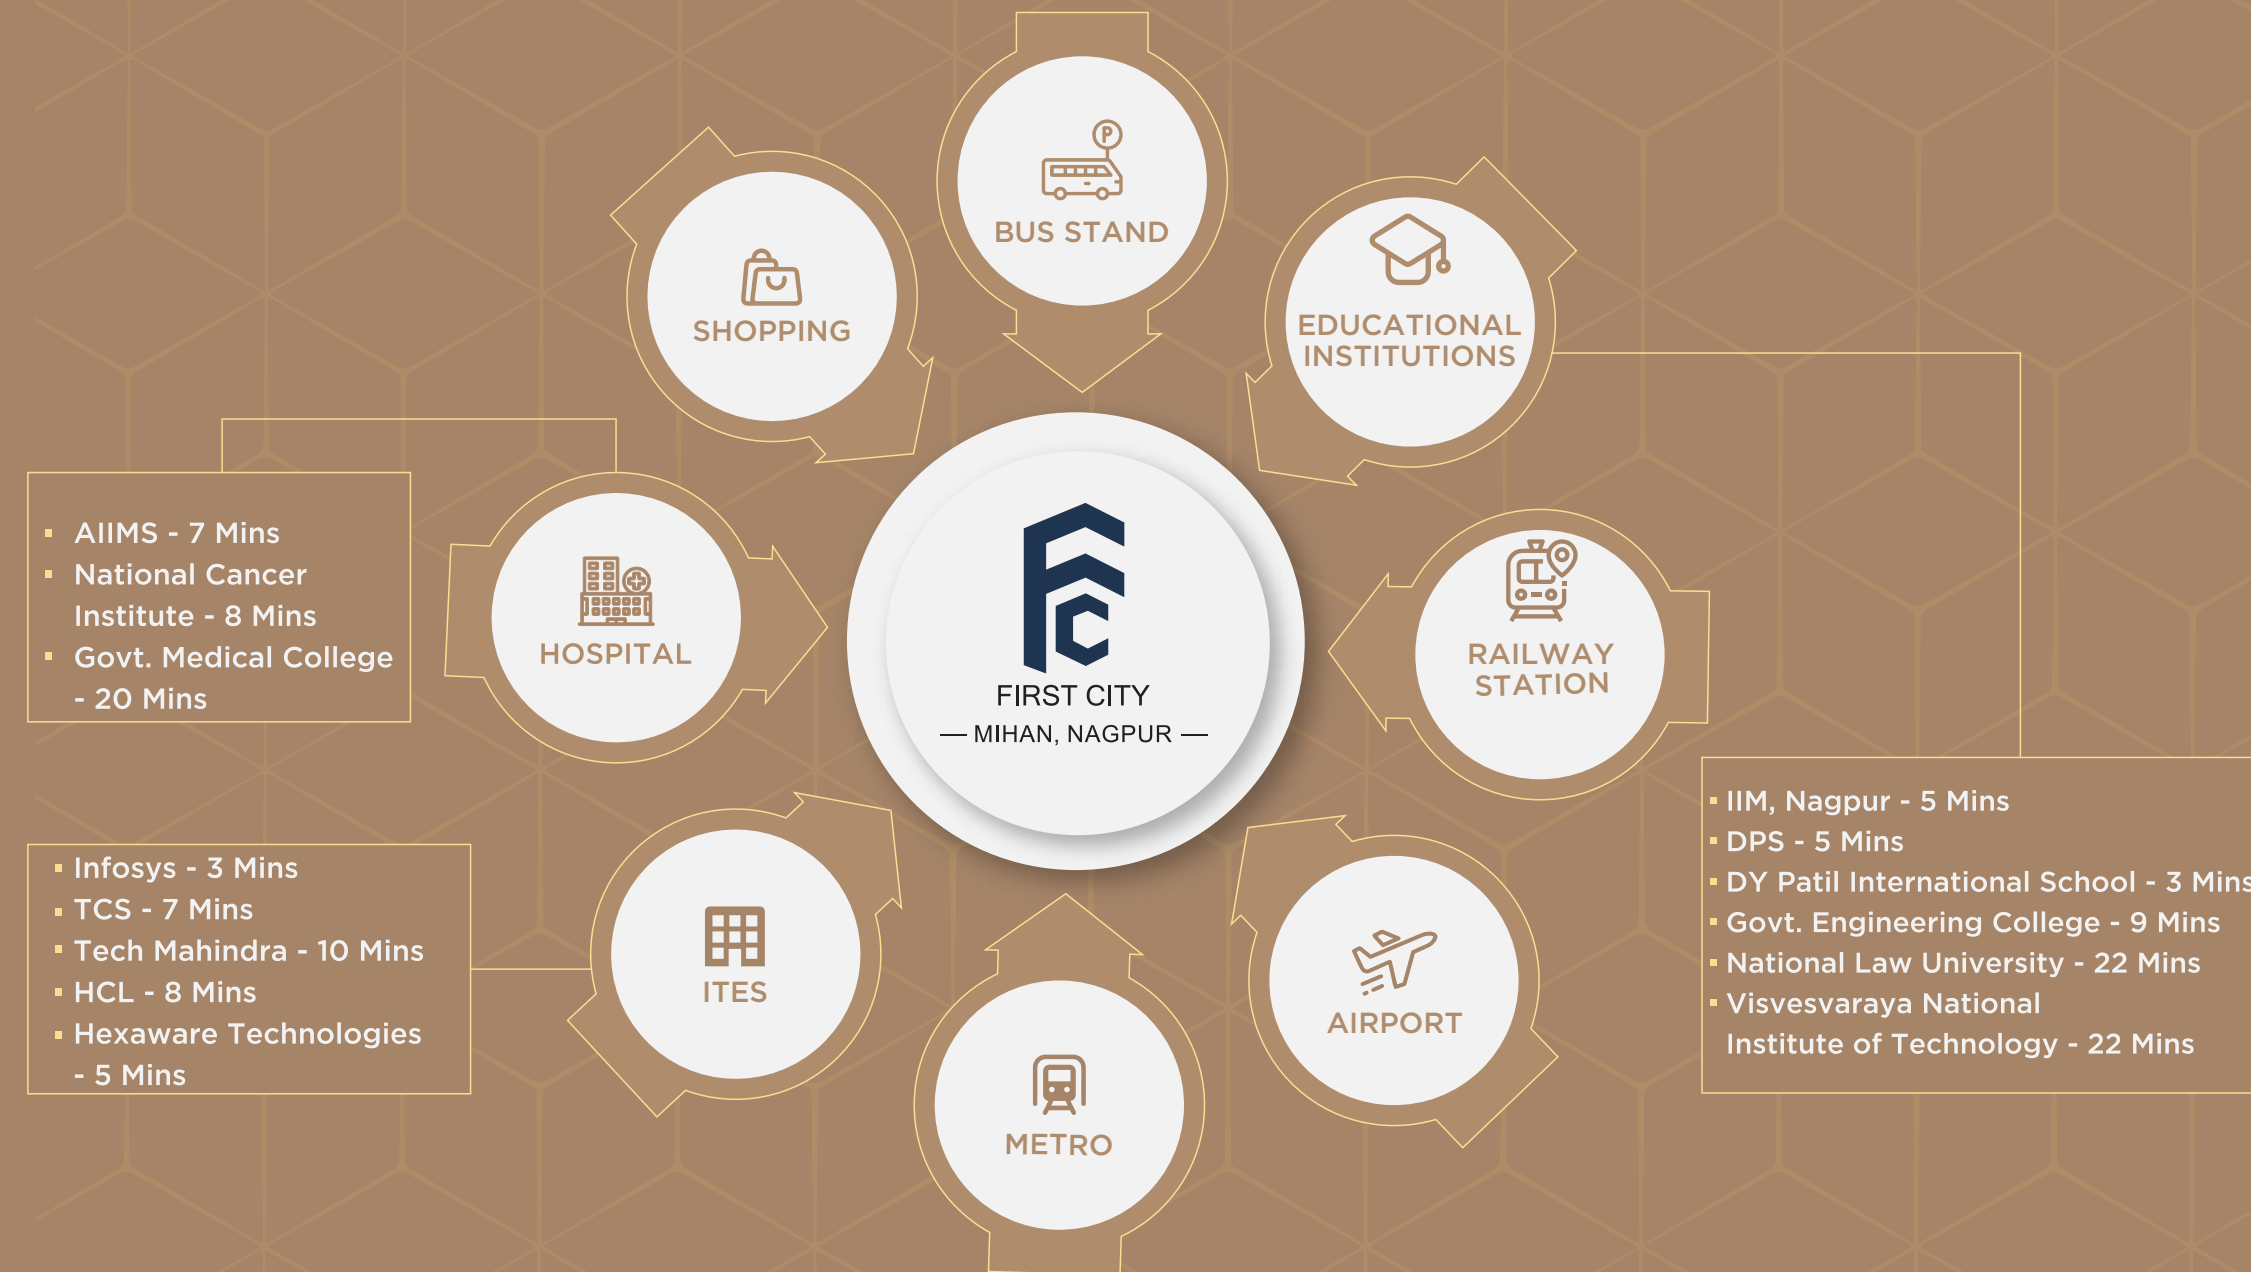 P
BUS STAND
SHOPPING
EDUCATIONAL
INSTITUTIONS
AIIMS - 7 Mins
National Cancer
Institute - 8 Mins
Govt. Medical College
- 20 Mins
HOSPITAL
FIRST CITY
— MIHAN, NAGPUR —
RAILWAY
STATION
Infosys - 3 Mins
TCS - 7 Mins
Tech Mahindra - 10 Mins
HCL - 8 Mins
Hexaware Technologies
- 5 Mins
ITES
METRO
AIRPORT
IIM, Nagpur - 5 Mins
DPS - 5 Mins
DY Patil International School - 3 Mins
Govt. Engineering College - 9 Mins
National Law University - 22 Mins
Visvesvaraya National
Institute of Technology - 22 Mins